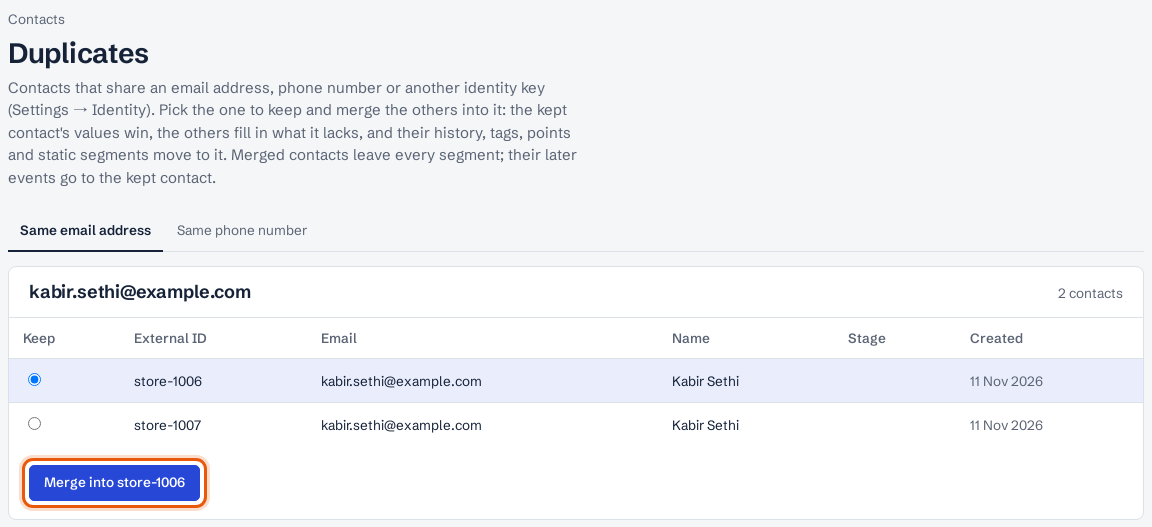 Contacts
Duplicates
Contacts that share an email address, phone number or another identity key
(Settings → Identity). Pick the one to keep and merge the others into it: the kept
contact's values win, the others fill in what it lacks, and their history, tags, points
and static segments move to it. Merged contacts leave every segment; their later
events go to the kept contact.
Same email address Same phone number
kabir.sethi@example.com 2 contacts
Keep External ID Email Name Stage Created
store-1006 kabir.sethi@example.com Kabir Sethi 11 Nov 2026
store-1007 kabir.sethi@example.com Kabir Sethi 11 Nov 2026
Merge into store-1006